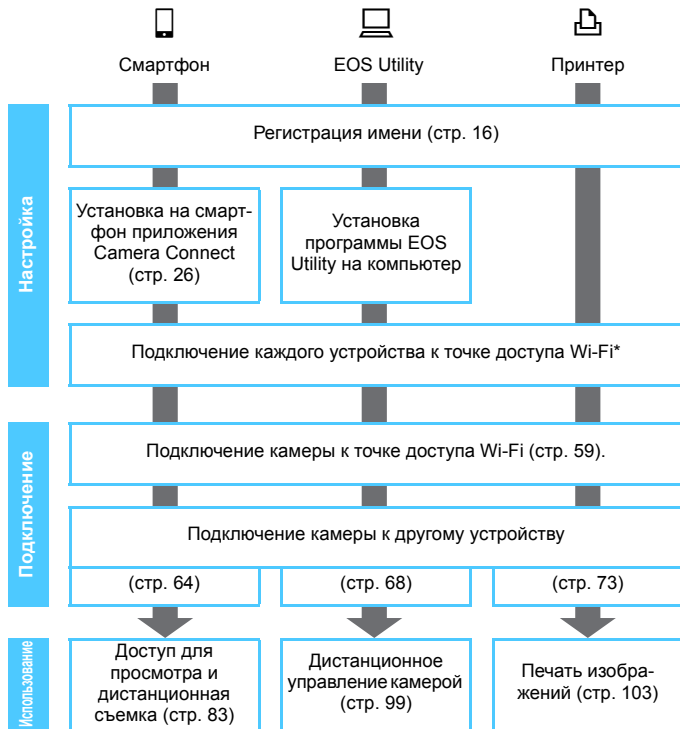 Смартфон
EOS Utility
Принтер
Настройка
Регистрация имени (стр. 16)
Установка на смарт-
фон приложения
Camera Connect
(стр. 26)
Установка
программы EOS
Utility на компьютер
Подключение каждого устройства к точке доступа Wi-Fi*
Подключение
Подключение камеры к точке доступа Wi-Fi (стр. 59).
Подключение камеры к другому устройству
(стр. 64)
(стр. 68)
(стр. 73)
Использование
Доступ для
просмотра и
дистанционная
съемка (стр. 83)
Дистанционное
управление камерой
(стр. 99)
Печать изобра-
жений (стр. 103)